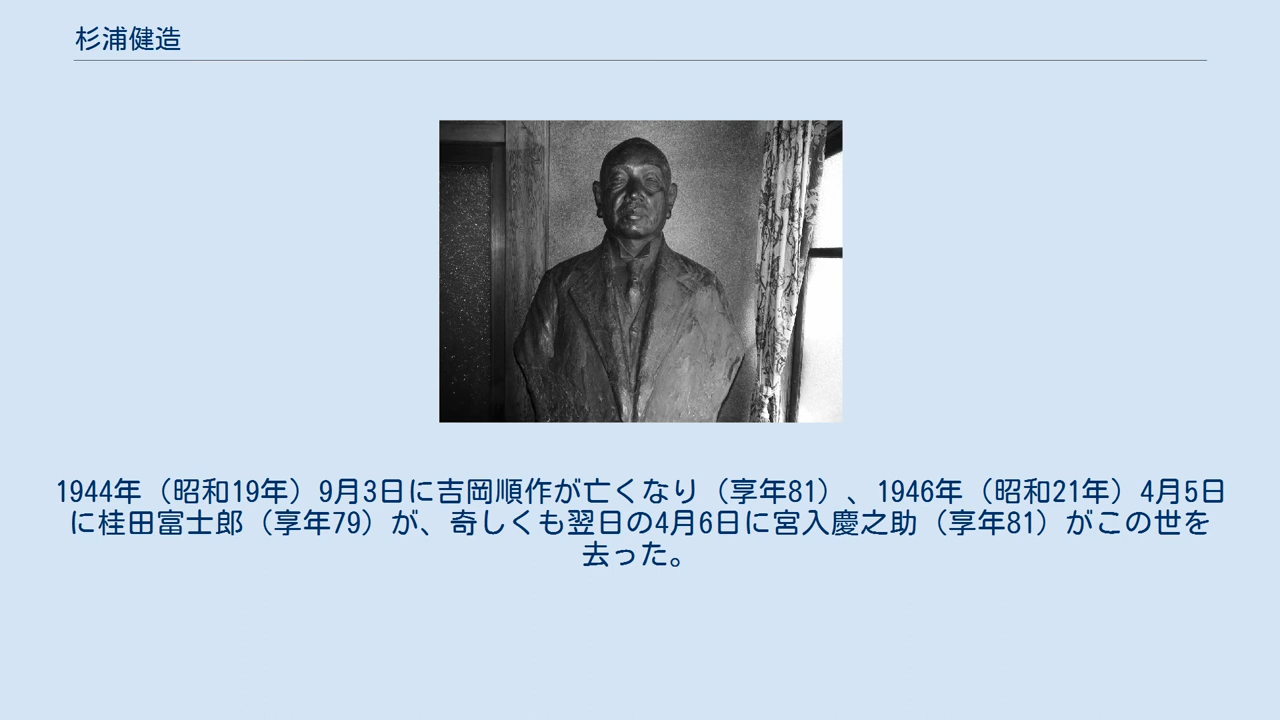 杉浦健造
1944年（昭和19年）9月3日に吉岡順作が亡くなり（享年81）、1946年（昭和21年）4月5日
に桂田富士郎（享年79）が、奇しくも翌日の4月6日に宮入慶之助（享年81）がこの世を
去った。